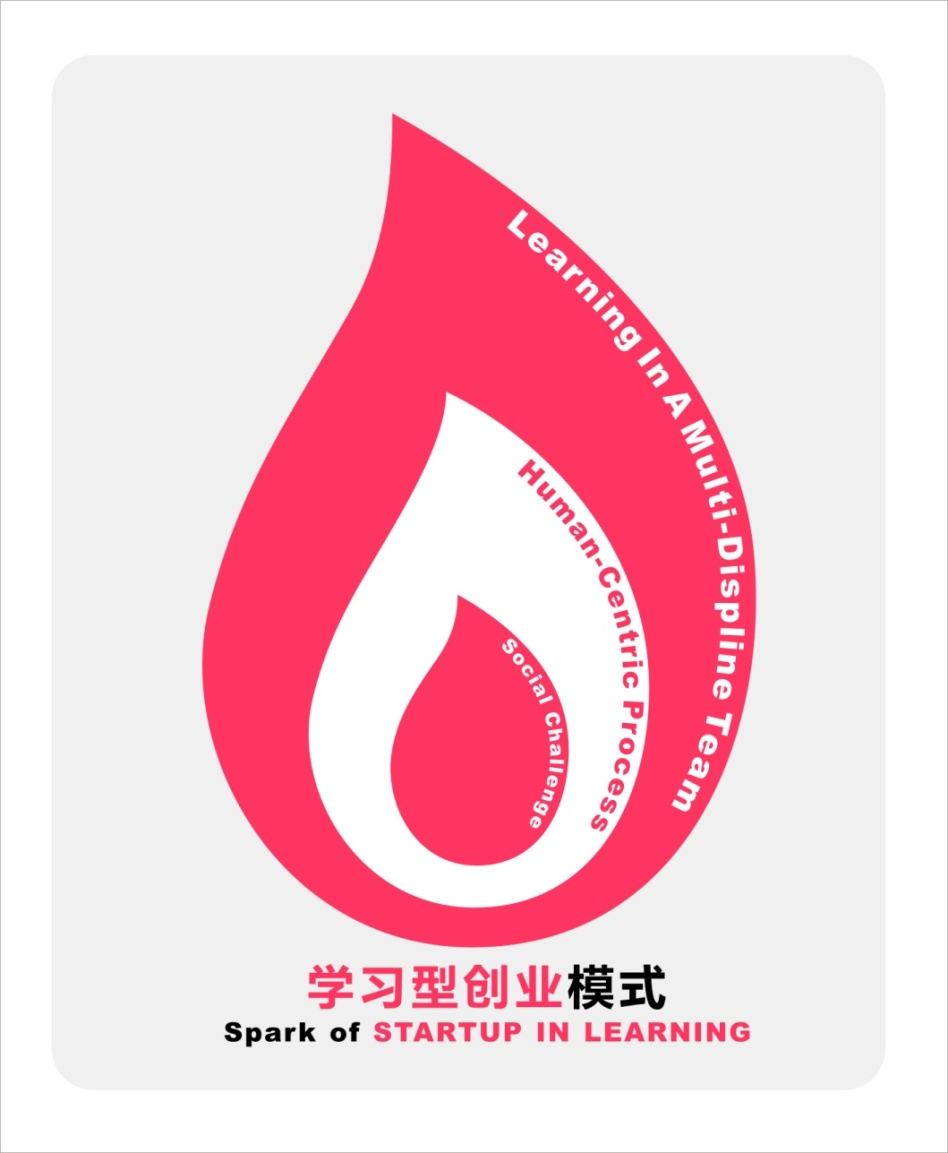 Learning In A Multi-Displine Team
Human-Centric Process
Social Challenge
学习型创业模式
Spark of STARTUP IN LEARNING